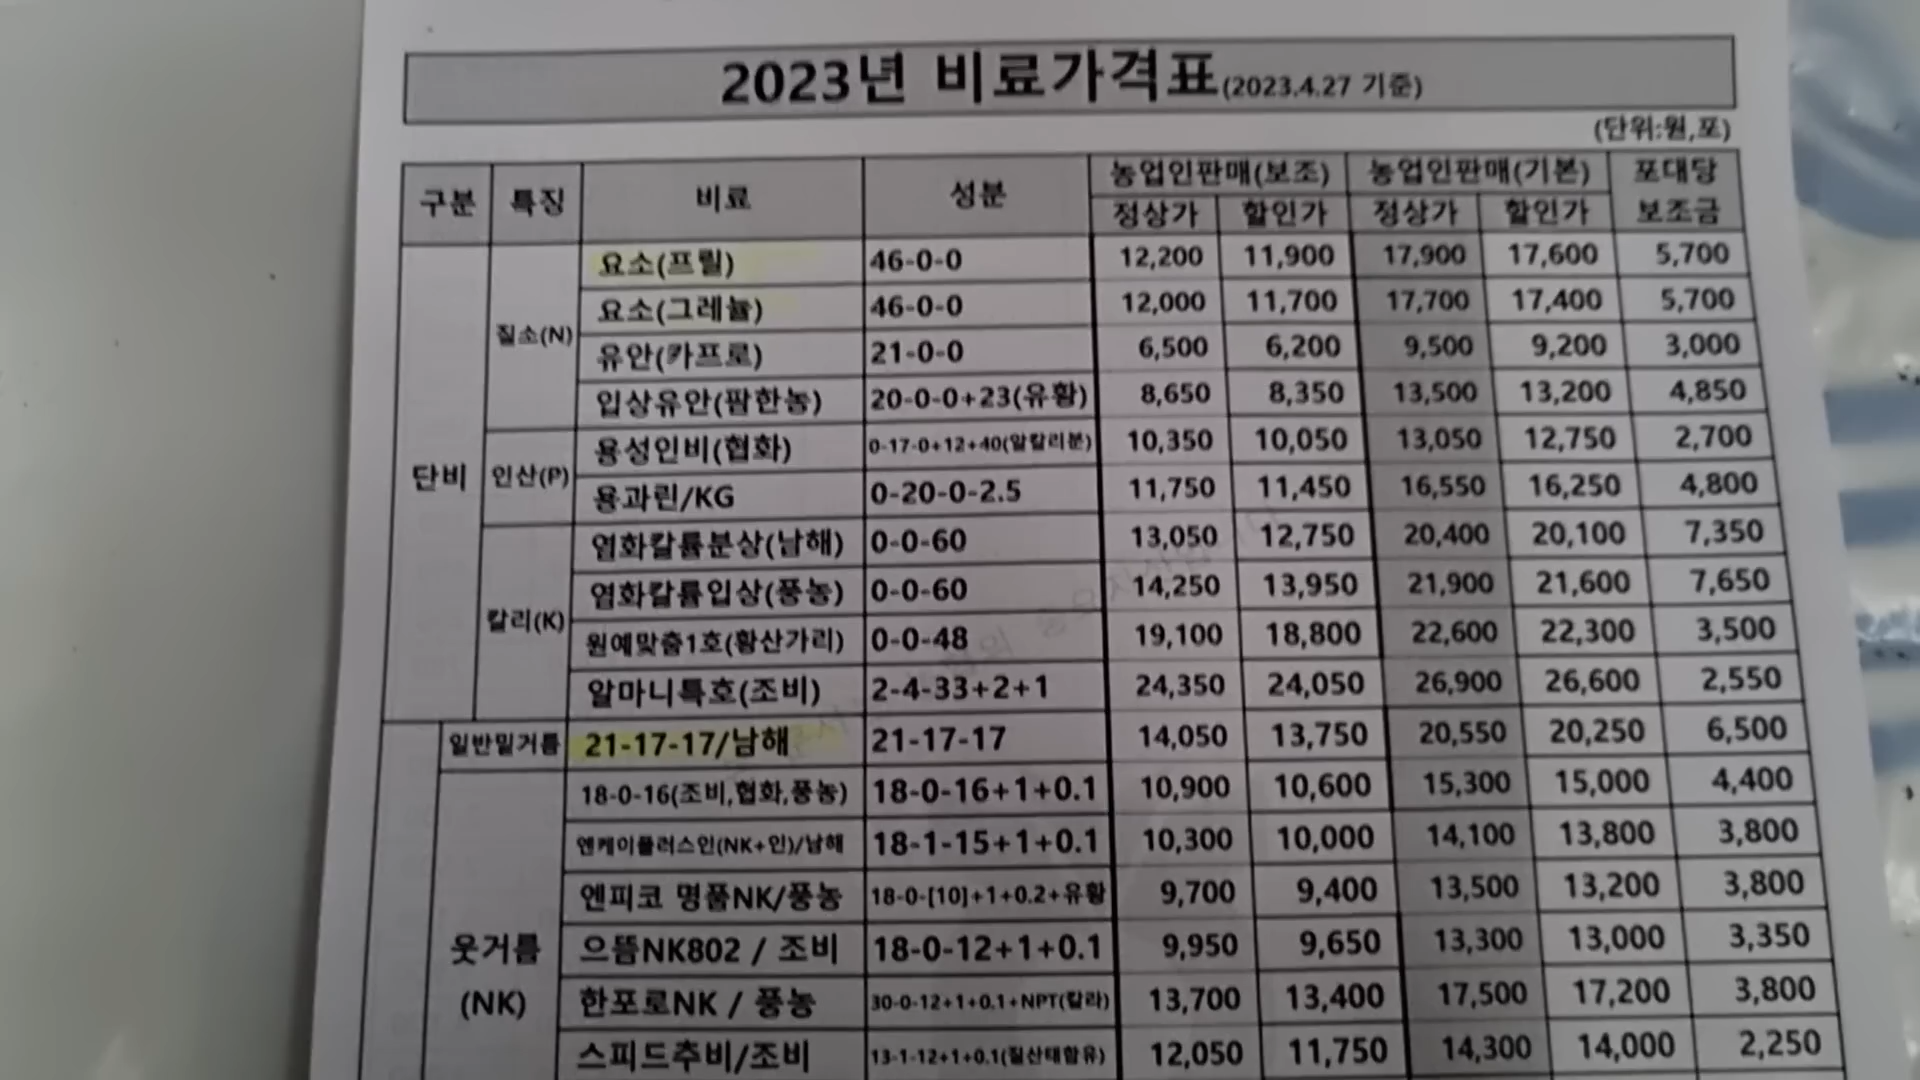 2023년 비료가격표(2023.4.27 기준)
(단위:원,포)
구분 특징 비료 성분 농업인판매(보조) 농업인판매(기본) 포대당 보조금
정상가 할인가 정상가 할인가
단비
질소(N)
요소(프릴) 46-0-0 12,200 11,900 17,900 17,600 5,700
요소(그레뉼) 46-0-0 12,000 11,700 17,700 17,400 5,700
유안(카프로) 21-0-0 6,500 6,200 9,500 9,200 3,000
입상유안(팜한농) 20-0-0+23(유황) 8,650 8,350 13,500 13,200 4,850
인산(P)
용성인비(협화) 0-17-0+12+40(알칼리분) 10,350 10,050 13,050 12,750 2,700
용과린/KG 0-20-0-2.5 11,750 11,450 16,550 16,250 4,800
칼리(K)
염화칼륨분상(남해) 0-0-60 13,050 12,750 20,400 20,100 7,350
염화칼륨입상(풍농) 0-0-60 14,250 13,950 21,900 21,600 7,650
원예맞춤1호(황산가리) 0-0-48 19,100 18,800 22,600 22,300 3,500
알마니특호(조비) 2-4-33+2+1 24,350 24,050 26,900 26,600 2,550
일반밑거름 21-17-17/남해 21-17-17 14,050 13,750 20,550 20,250 6,500
웃거름
(NK)
18-0-16(조비,협화,풍농) 18-0-16+1+0.1 10,900 10,600 15,300 15,000 4,400
엔케이플러스인(NK+인)/남해 18-1-15+1+0.1 10,300 10,000 14,100 13,800 3,800
엔피코 명품NK/풍농 18-0-[10]+1+0.2+유황 9,700 9,400 13,500 13,200 3,800
으뜸NK802 / 조비 18-0-12+1+0.1 9,950 9,650 13,300 13,000 3,350
한포로NK / 풍농 30-0-12+1+0.1+NPT(칼라) 13,700 13,400 17,500 17,200 3,800
스피드추비/조비 13-1-12+1+0.1(질산태함유) 12,050 11,750 14,300 14,000 2,250